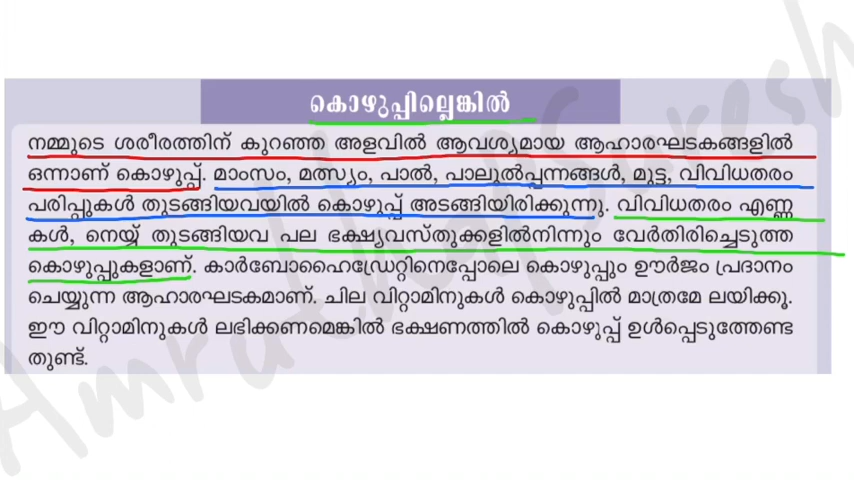 കൊഴുപ്പില്ലെങ്കിൽ
നമ്മുടെ ശരീരത്തിന് കുറഞ്ഞ അളവിൽ ആവശ്യമായ ആഹാരഘടകങ്ങളിൽ
ഒന്നാണ് കൊഴുപ്പ്. മാംസം, മത്സ്യം, പാൽ, പാലുൽപ്പന്നങ്ങൾ, മുട്ട, വിവിധതരം
പരിപ്പുകൾ തുടങ്ങിയവയിൽ കൊഴുപ്പ് അടങ്ങിയിരിക്കുന്നു. വിവിധതരം എണ്ണ
കൾ, നെയ്യ് തുടങ്ങിയവ പല ഭക്ഷ്യവസ്തുക്കളിൽനിന്നും വേർതിരിച്ചെടുത്ത
കൊഴുപ്പുകളാണ്. കാർബോഹൈഡ്രേറ്റിനെപ്പോലെ കൊഴുപ്പും ഊർജം പ്രദാനം
ചെയ്യുന്ന ആഹാരഘടകമാണ്. ചില വിറ്റാമിനുകൾ കൊഴുപ്പിൽ മാത്രമേ ലയിക്കൂ.
ഈ വിറ്റാമിനുകൾ ലഭിക്കണമെങ്കിൽ ഭക്ഷണത്തിൽ കൊഴുപ്പ് ഉൾപ്പെടുത്തേണ്ട
തുണ്ട്.
Amrutha Suresh